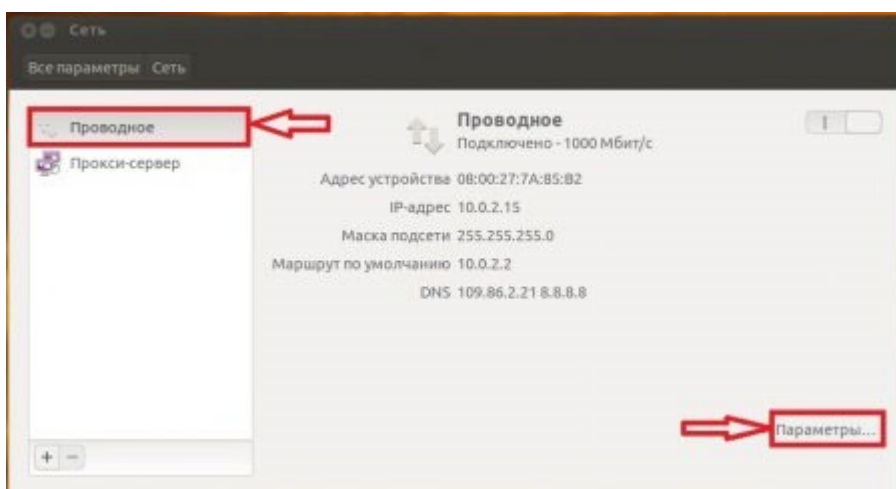 Сеть
Все параметры Сеть
Проводное
Прокси-сервер
Проводное
Подключено - 1000 Мбит/с
Адрес устройства 08:00:27:7A:85:B2
IP-адрес 10.0.2.15
Маска подсети 255.255.255.0
Маршрут по умолчанию 10.0.2.2
DNS 109.86.2.21 8.8.8.8
Параметры...